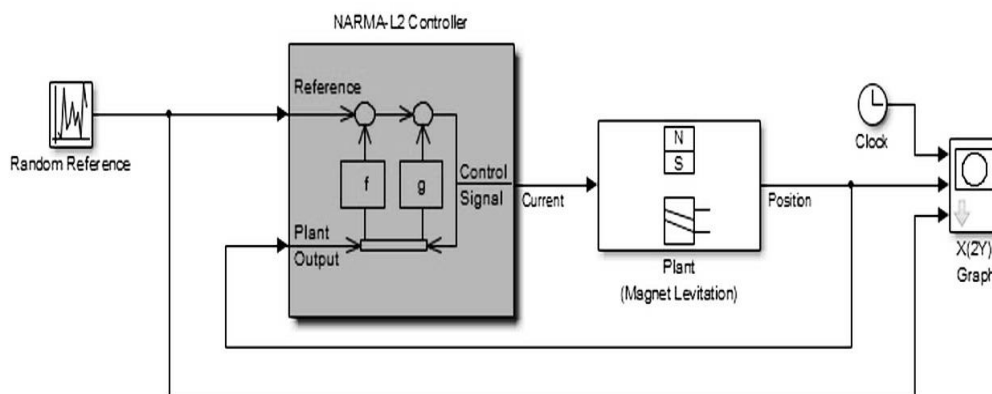 NARMA-L2 Controller
Reference
Random Reference
f
g
Control
Signal
Plant
Output
Current
N
S
Plant
(Magnet Levitation)
Position
Clock
X(2Y)
Graph